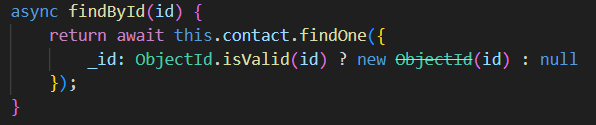 async findById(id) {
return await this.contact.findOne({
_id: ObjectId.isValid(id) ? new ObjectId(id) : null
});
}